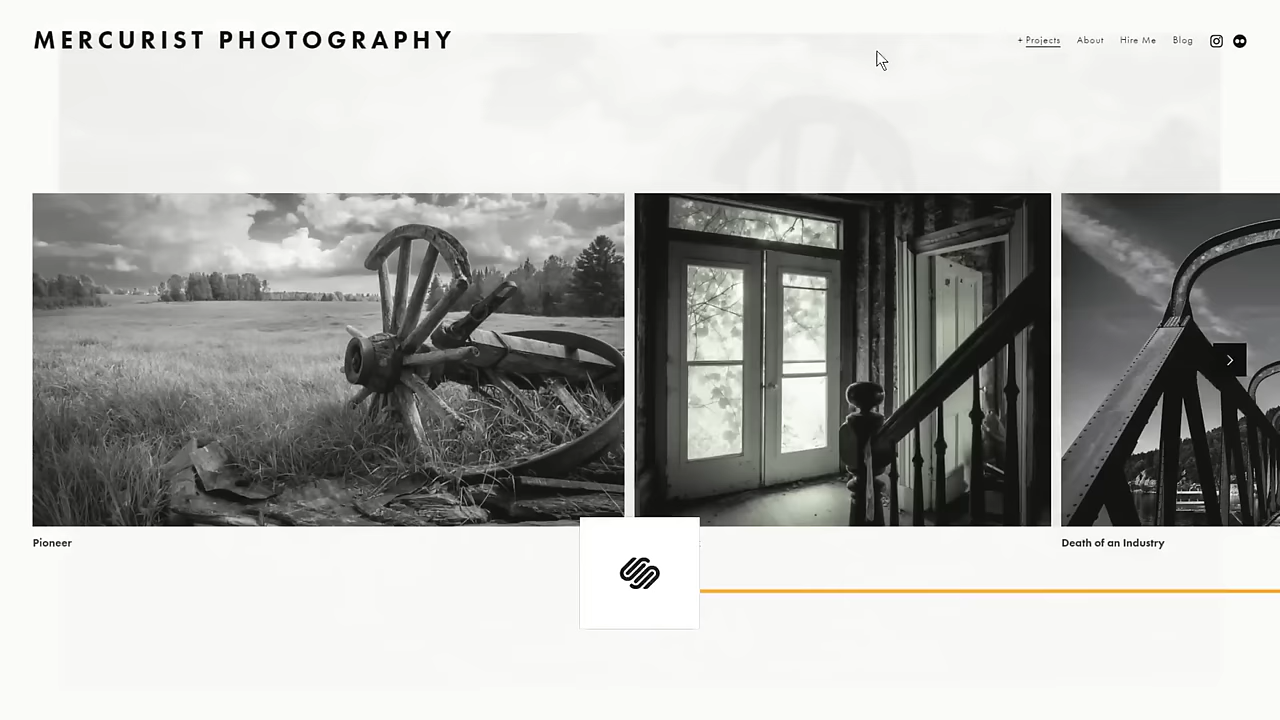 MERCURIST PHOTOGRAPHY
+ Projects About Hire Me Blog
Pioneer
Death of an Industry